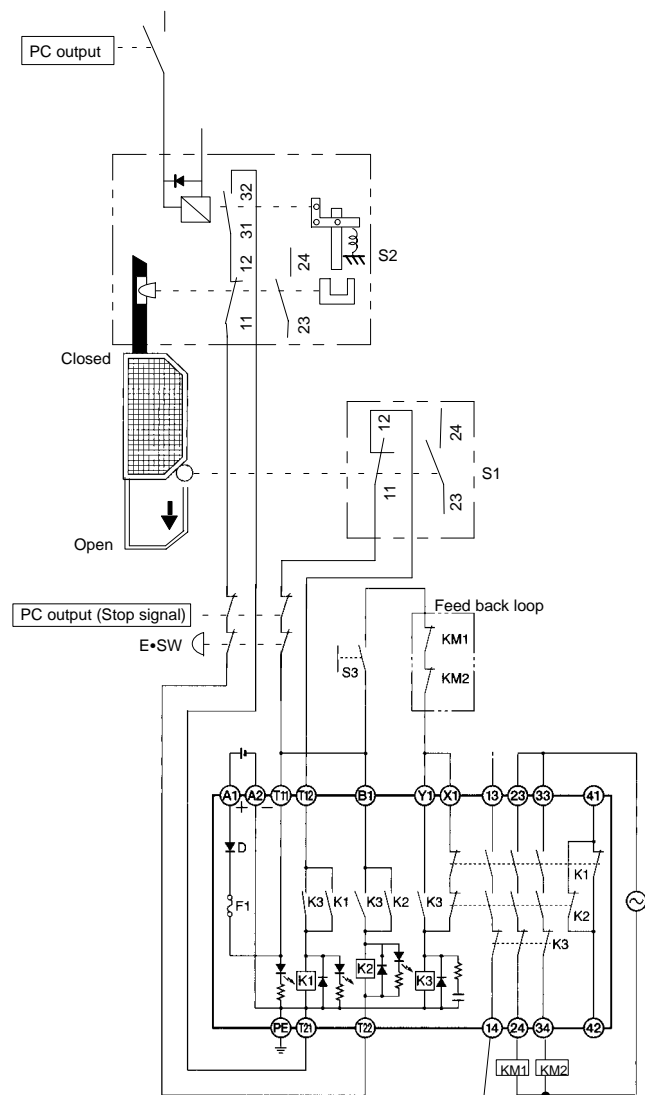 PC output
32
31
12
24
11
23
S2
Closed
Open
12
24
11
23
S1
PC output (Stop signal)
E•SW
Feed back loop
KM1
KM2
S3
A1
A2
T11
T12
B1
Y1
X1
13
23
33
41
+
−
D
F1
K3
K1
K3
K2
K3
K1
K2
K3
K1
K2
K3
PE
T21
T22
14
24
34
42
KM1
KM2